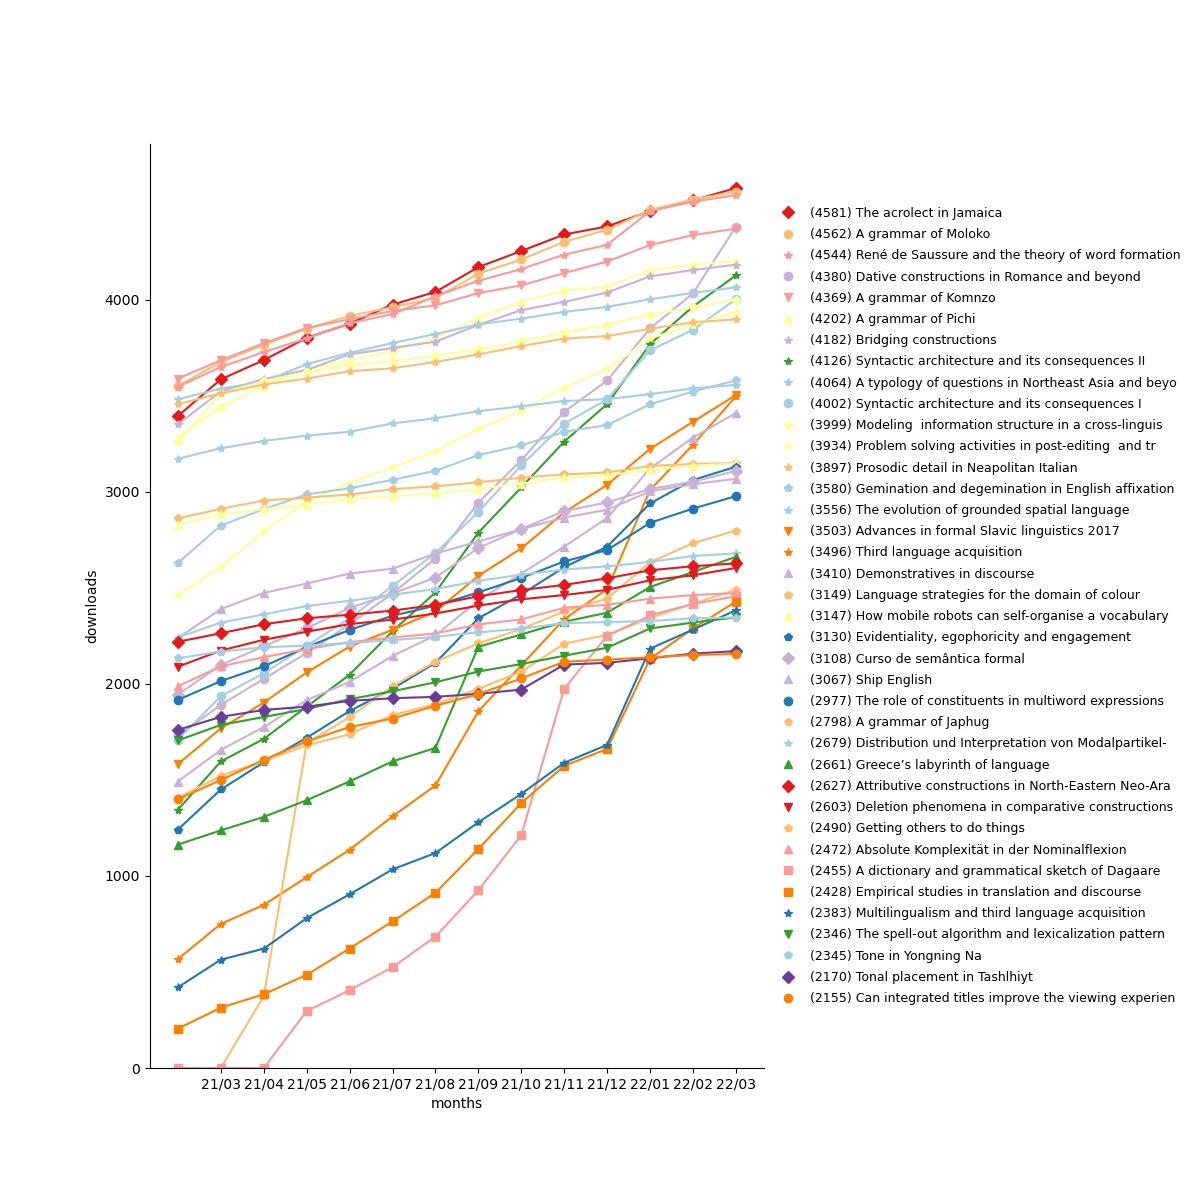 4000
3000
2000
1000
0
downloads
21/03 21/04 21/05 21/06 21/07 21/08 21/09 21/10 21/11 21/12 22/01 22/02 22/03
months
(4581) The acrolect in Jamaica
(4562) A grammar of Moloko
(4544) René de Saussure and the theory of word formation
(4380) Dative constructions in Romance and beyond
(4369) A grammar of Komnzo
(4202) A grammar of Pichi
(4182) Bridging constructions
(4126) Syntactic architecture and its consequences II
(4064) A typology of questions in Northeast Asia and beyo
(4002) Syntactic architecture and its consequences I
(3999) Modeling  information structure in a cross-linguis
(3934) Problem solving activities in post-editing  and tr
(3897) Prosodic detail in Neapolitan Italian
(3580) Gemination and degemination in English affixation
(3556) The evolution of grounded spatial language
(3503) Advances in formal Slavic linguistics 2017
(3496) Third language acquisition
(3410) Demonstratives in discourse
(3149) Language strategies for the domain of colour
(3147) How mobile robots can self-organise a vocabulary
(3130) Evidentiality, egophoricity and engagement
(3108) Curso de semântica formal
(3067) Ship English
(2977) The role of constituents in multiword expressions
(2798) A grammar of Japhug
(2679) Distribution und Interpretation von Modalpartikel-
(2661) Greece’s labyrinth of language
(2627) Attributive constructions in North-Eastern Neo-Ara
(2603) Deletion phenomena in comparative constructions
(2490) Getting others to do things
(2472) Absolute Komplexität in der Nominalflexion
(2455) A dictionary and grammatical sketch of Dagaare
(2428) Empirical studies in translation and discourse
(2383) Multilingualism and third language acquisition
(2346) The spell-out algorithm and lexicalization pattern
(2345) Tone in Yongning Na
(2170) Tonal placement in Tashlhiyt
(2155) Can integrated titles improve the viewing experien